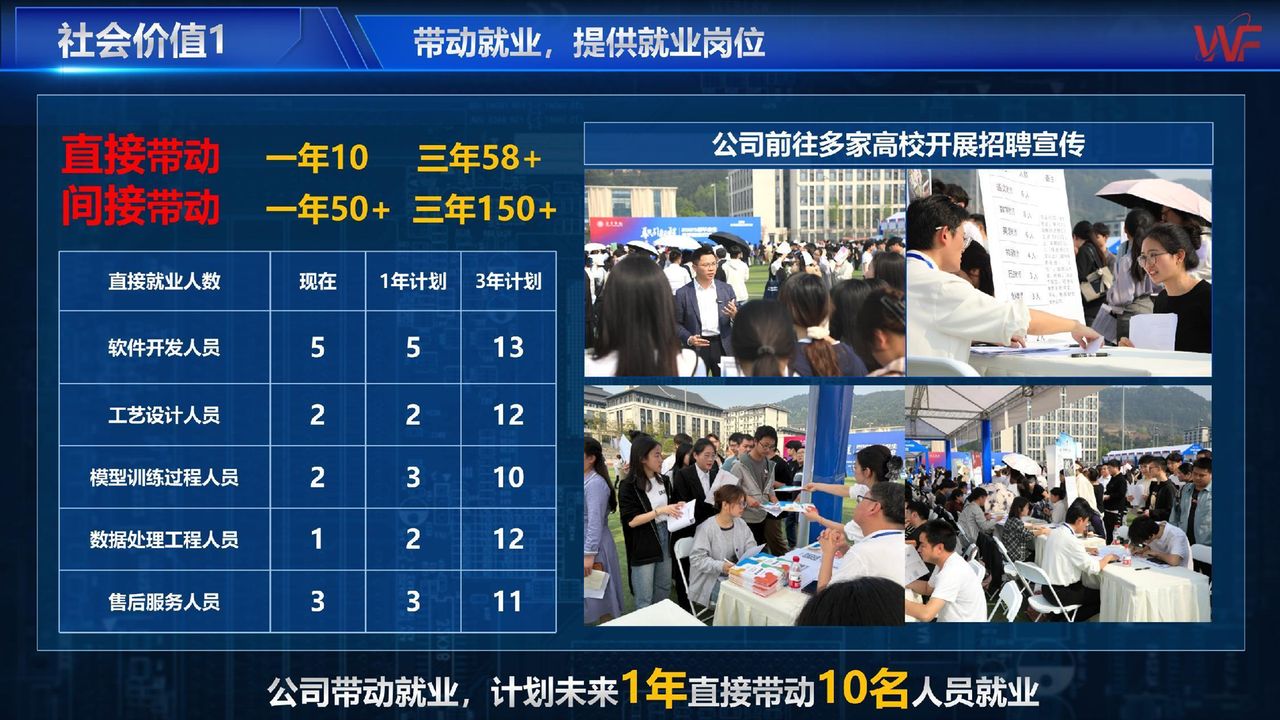 社会价值1
带动就业，提供就业岗位
WF
直接带动 一年10 三年58+
间接带动 一年50+ 三年150+
直接就业人数 现在 1年计划 3年计划
软件开发人员 5 5 13
工艺设计人员 2 2 12
模型训练过程人员 2 3 10
数据处理工程人员 1 2 12
售后服务人员 3 3 11
公司前往多家高校开展招聘宣传
公司带动就业，计划未来1年直接带动10名人员就业